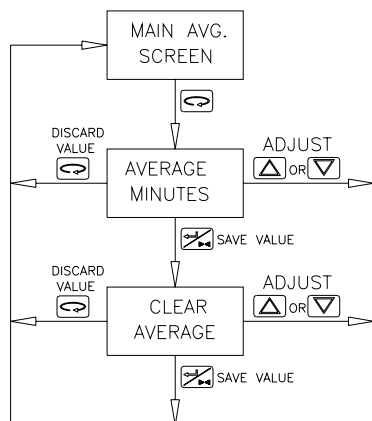 MAIN AVG.
SCREEN
DISCARD
VALUE
AVERAGE
MINUTES
ADJUST
OR
SAVE VALUE
DISCARD
VALUE
CLEAR
AVERAGE
ADJUST
OR
SAVE VALUE